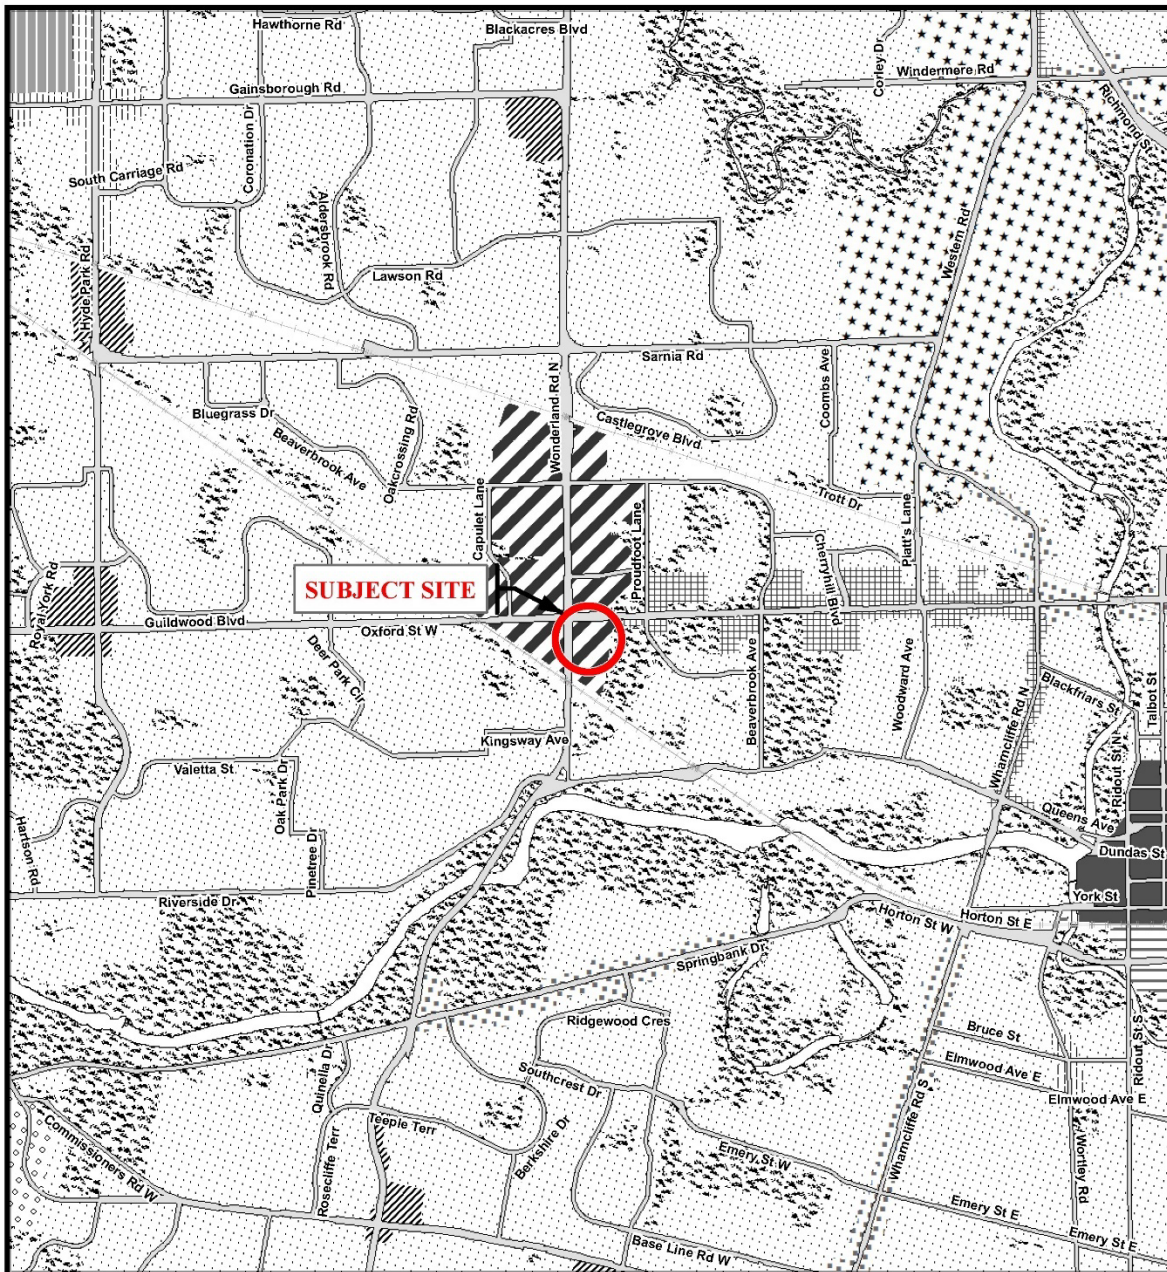 Hawthorne Rd
Blackacres Blvd
Corley Dr
Windermere Rd
Richmond St
Gainsborough Rd
Coronation Dr
South Carriage Rd
Aldersbrook Rd
Western Rd
Hyde Park Rd
Lawson Rd
Sarnia Rd
Wonderland Rd N
Coombs Ave
Bluegrass Dr
Oakcrossing Rd
Castlegrove Blvd
Beaverbrook Ave
Trott Dr
Capulet Lane
Proudfoot Lane
Platt's Lane
Cherryhill Blvd
Royal York Rd
SUBJECT SITE
Guildwood Blvd
Oxford St W
Deer Park Cir
Beaverbrook Ave
Woodward Ave
Wharncliffe Rd N
Blackfriars St
Talbot St
Kingsway Ave
Ridout St N
Valetta St
Oak Park Dr
Hartson Rd
Pinetree Dr
Queens Ave
Dundas St
Riverside Dr
York St
Horton St W
Horton St E
Springbank Dr
Ridgewood Cres
Bruce St
Ridout St S
Quinella Dr
Southcrest Dr
Elmwood Ave E
Elmwood Ave E
Teeple Terr
Berkshire Dr
Wharncliffe Rd S
Commissioners Rd W
Rosecliffe Terr
Emery St W
Wortley Rd
Emery St E
Emery St E
Base Line Rd W